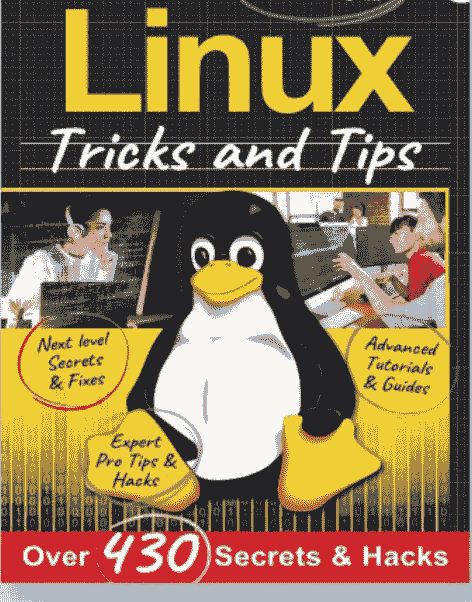 Linux
Tricks and Tips
Next level
Secrets
& Fixes
Advanced
Tutorials
& Guides
Expert
Pro Tips &
Hacks
Over 430 Secrets & Hacks